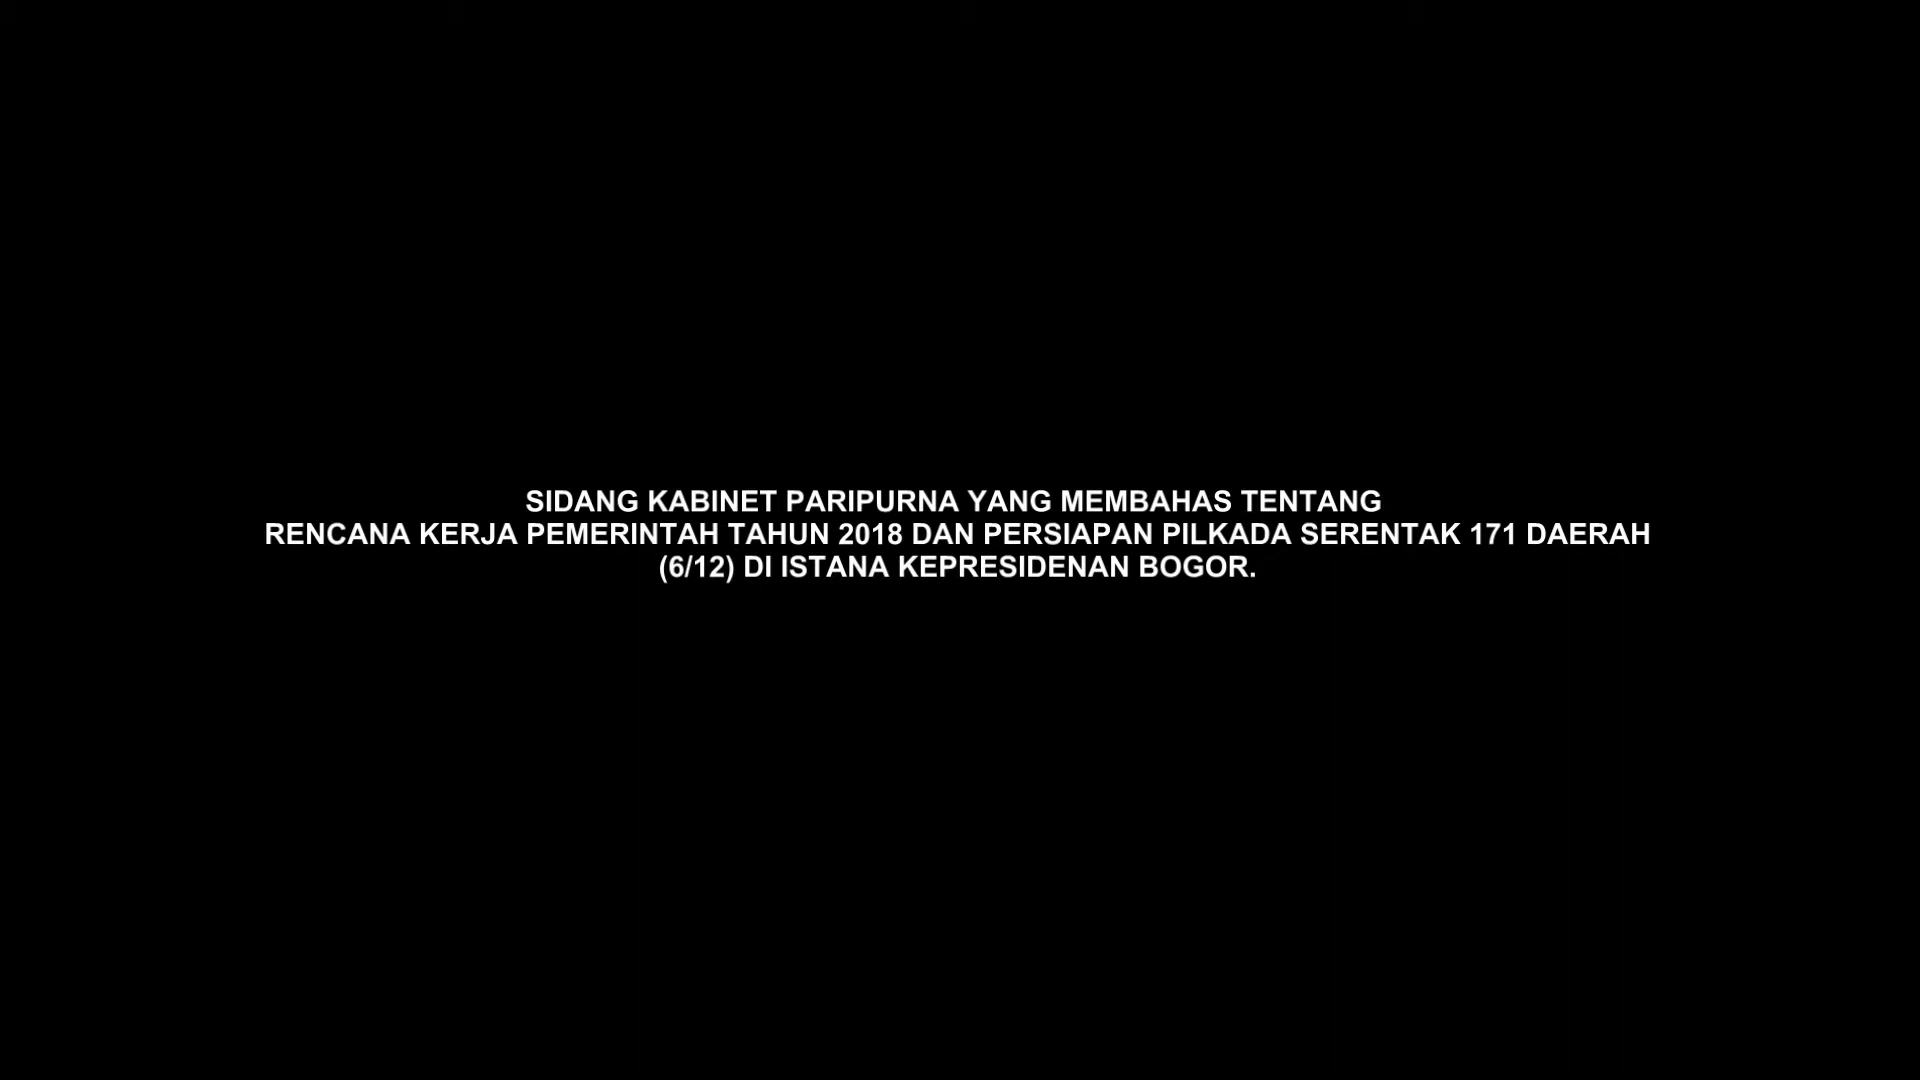 SIDANG KABINET PARIPURNA YANG MEMBAHAS TENTANG
RENCANA KERJA PEMERINTAH TAHUN 2018 DAN PERSIAPAN PILKADA SERENTAK 171 DAERAH
(6/12) DI ISTANA KEPRESIDENAN BOGOR.